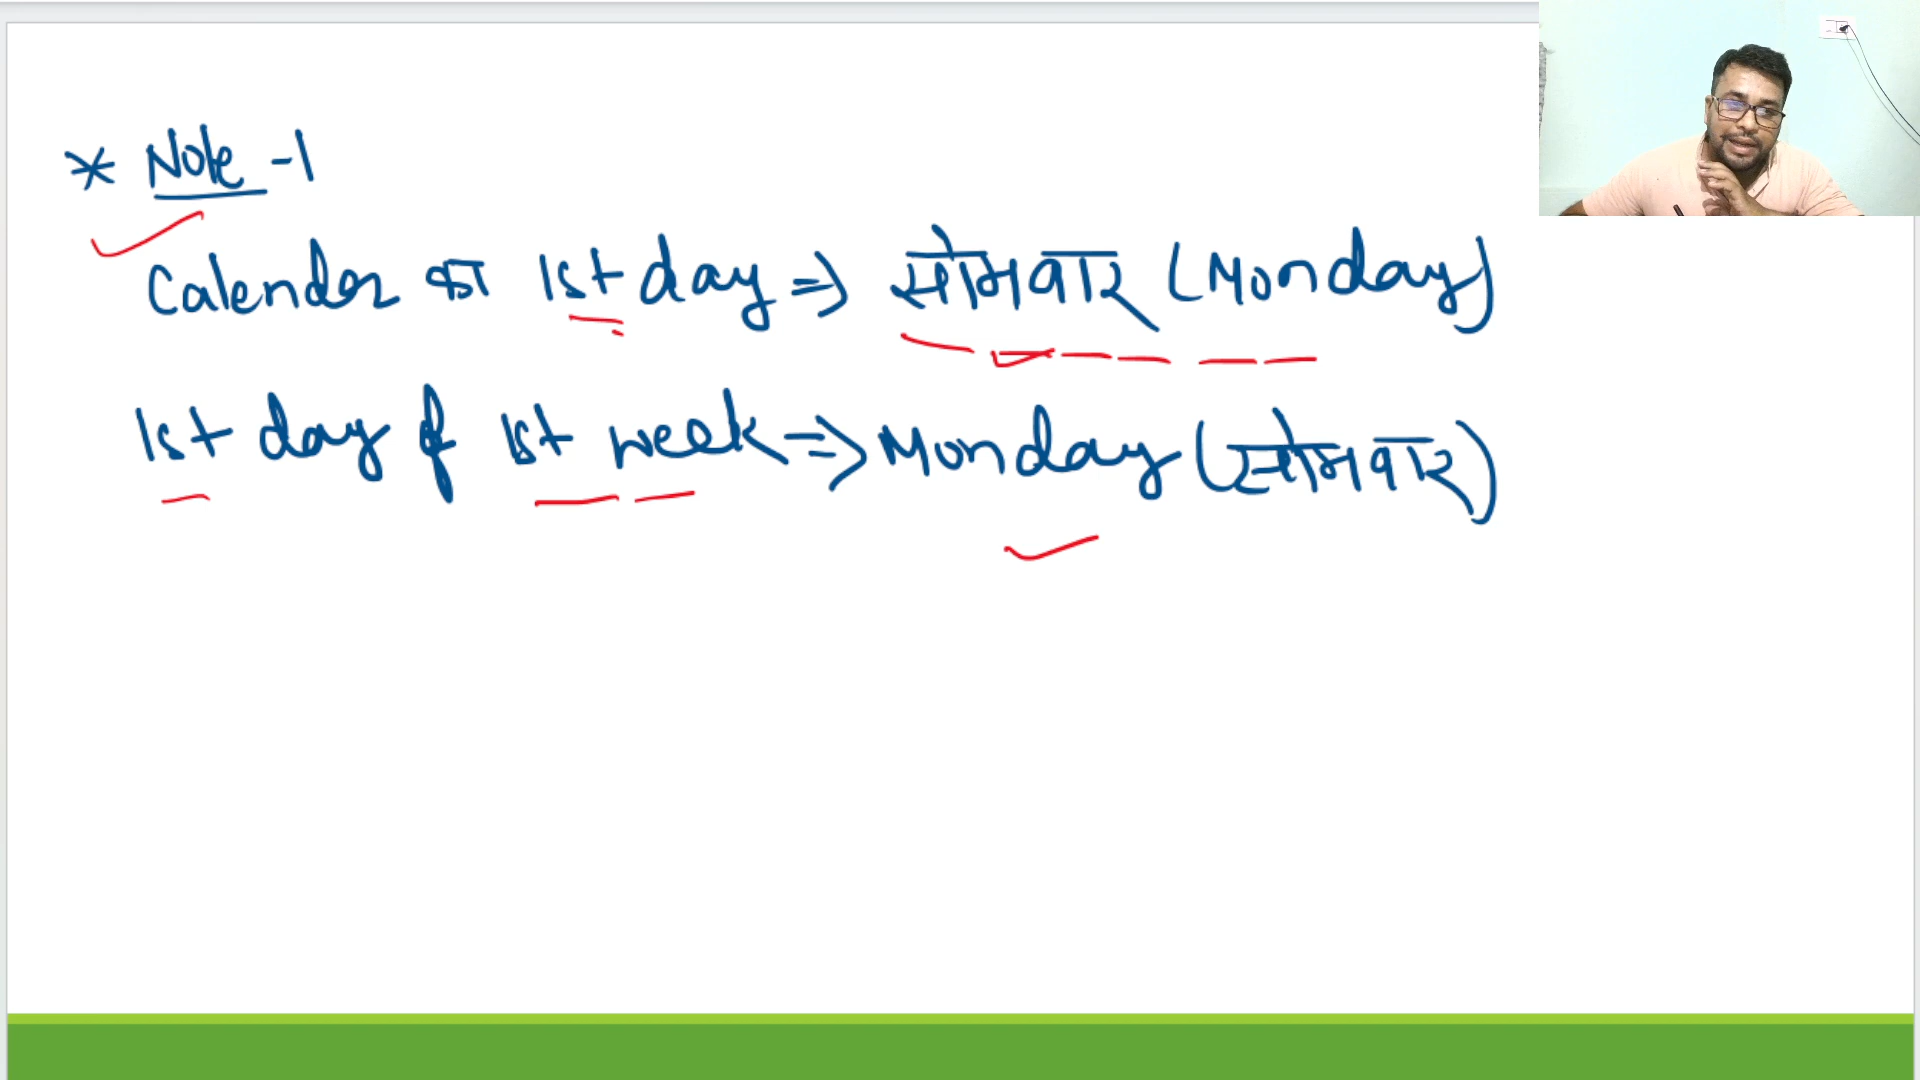 * Note -1
Calender का 1st day => सोमवार (Monday)
1st day of 1st week => Monday (सोमवार)